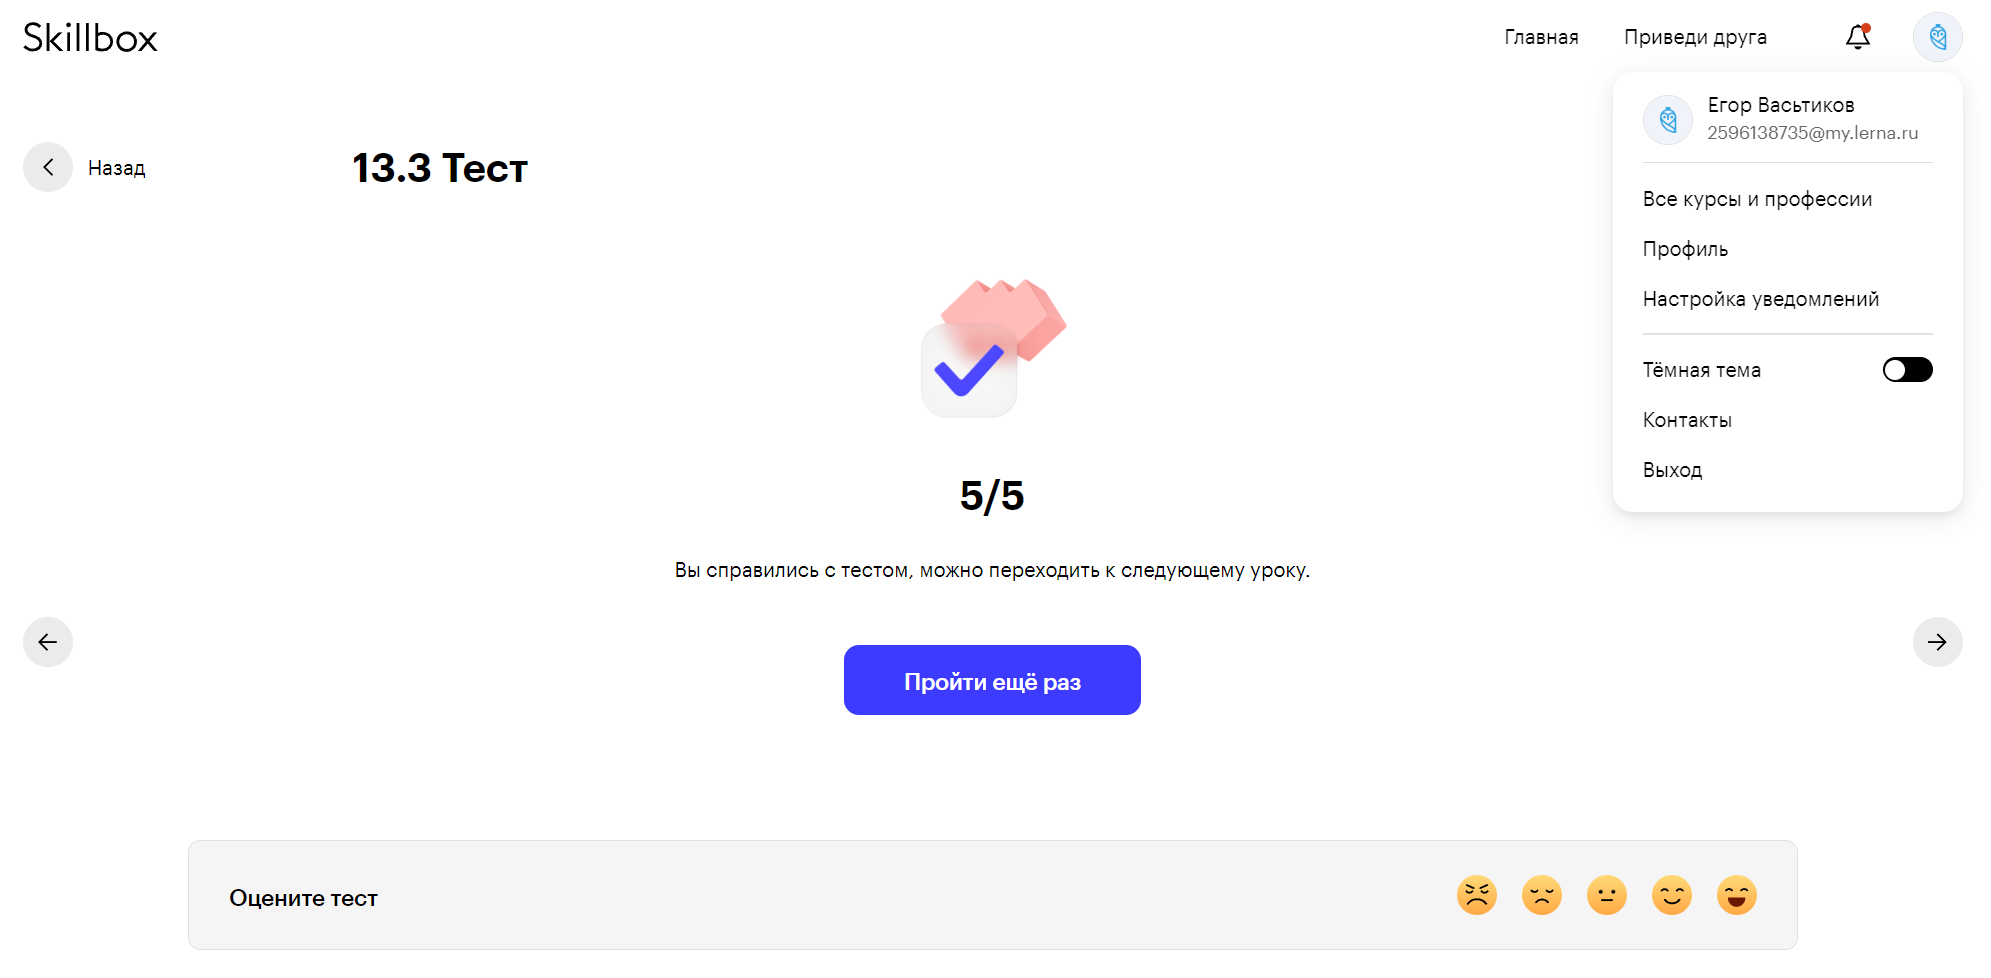 Skillbox
Главная
Приведи друга
Егор Васьтиков
2596138735@my.lerna.ru
Назад
13.3 Тест
Все курсы и профессии
Профиль
Настройка уведомлений
Тёмная тема
Контакты
Выход
5/5
Вы справились с тестом, можно переходить к следующему уроку.
Пройти ещё раз
Оцените тест